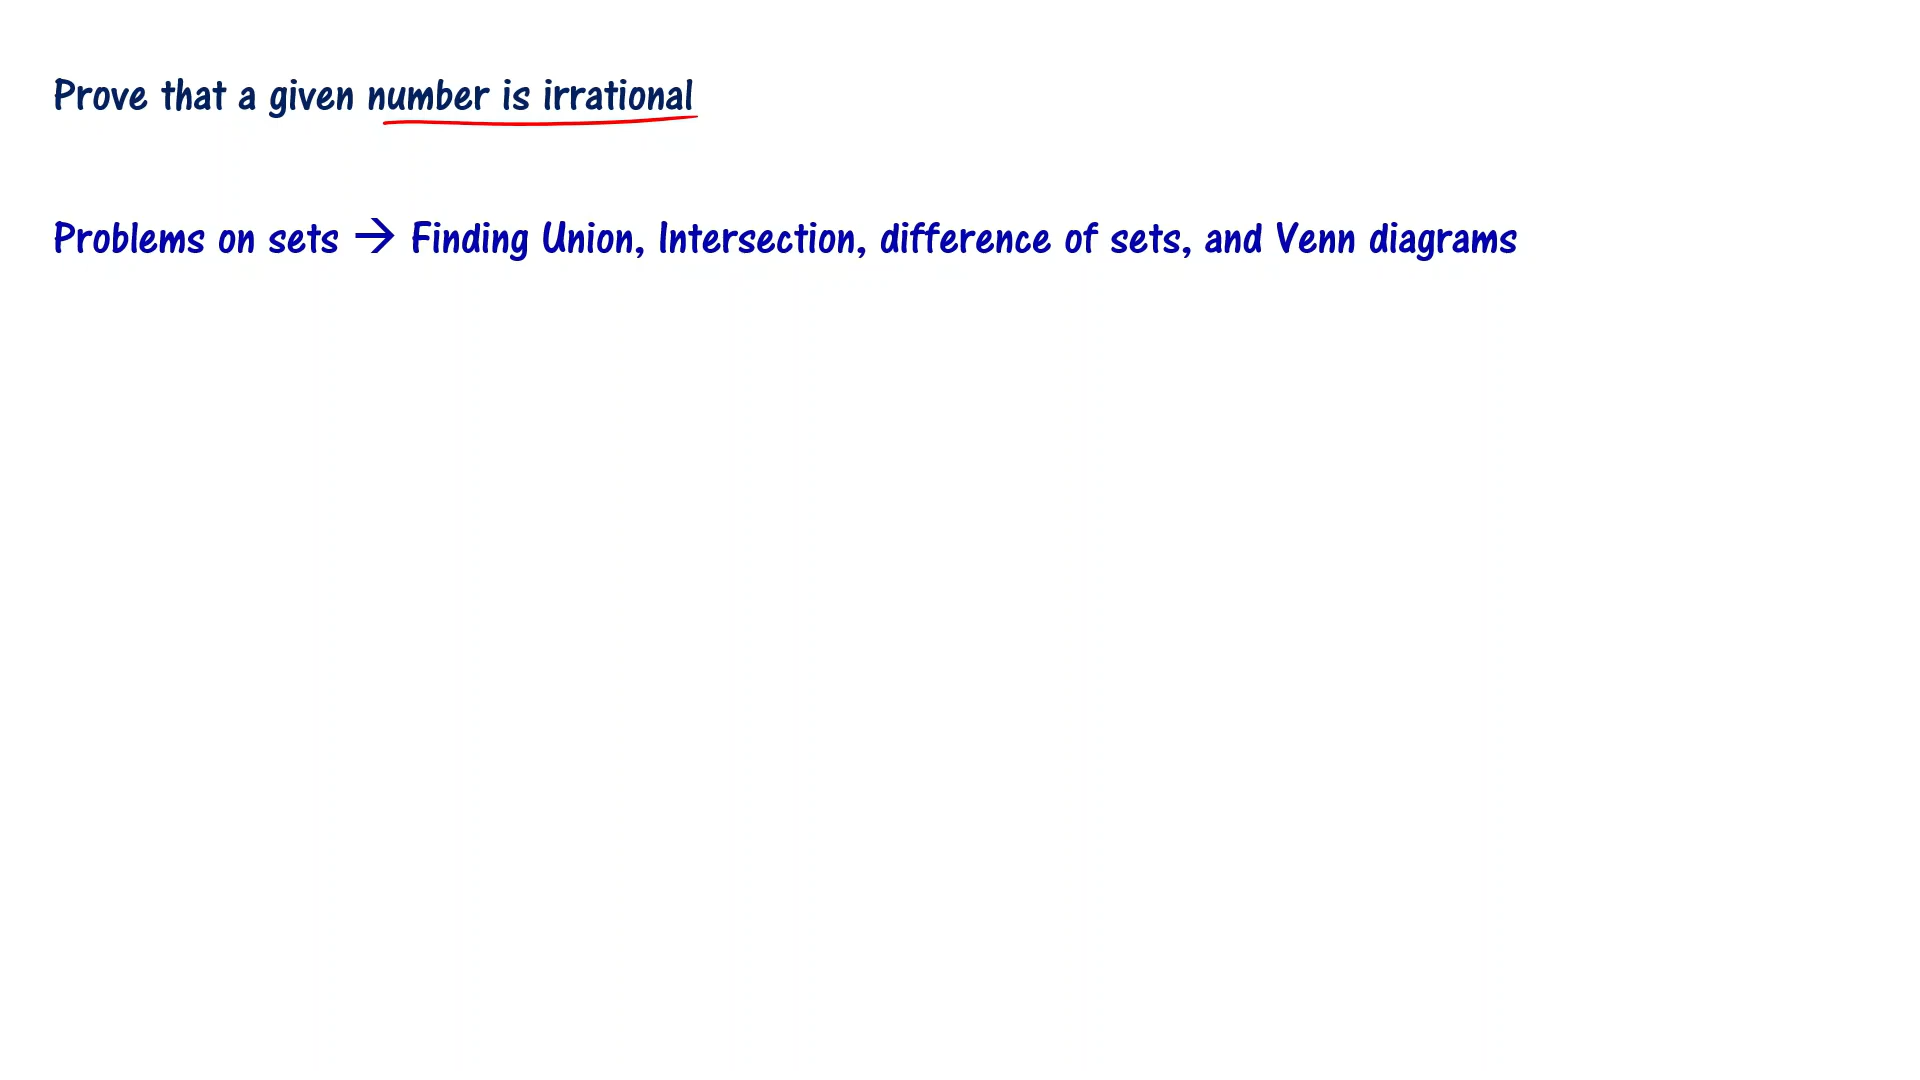 Prove that a given number is irrational
Problems on sets → Finding Union, Intersection, difference of sets, and Venn diagrams